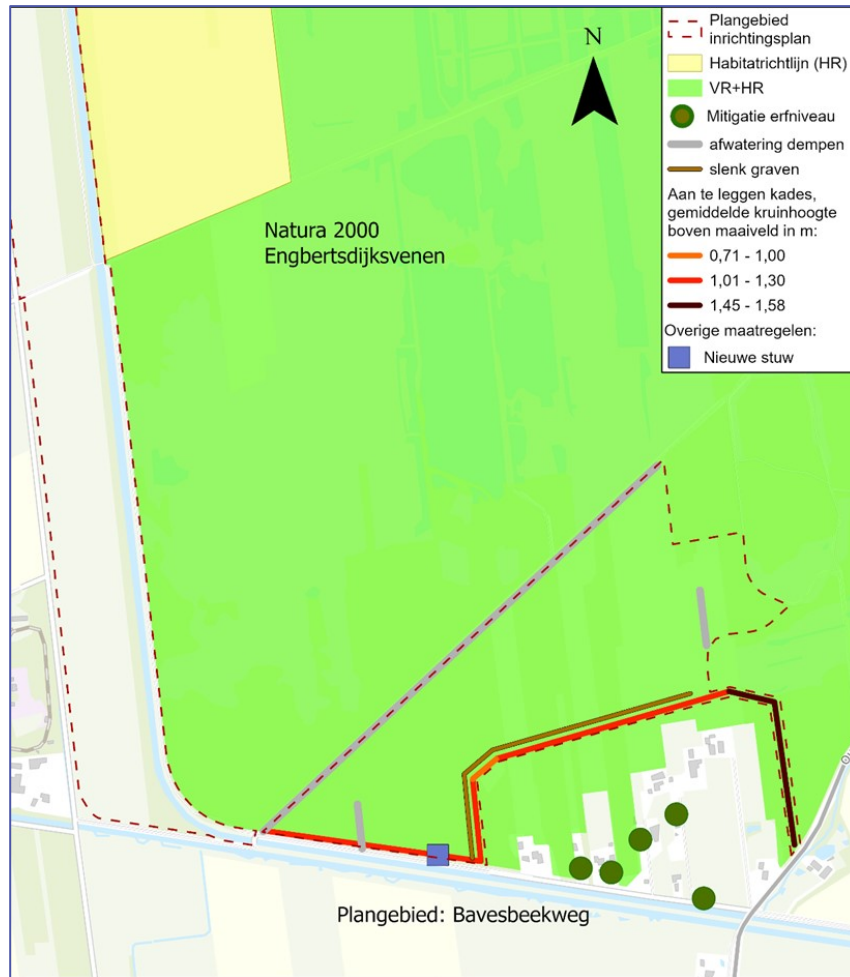 N
Plangebied
inrichtingsplan
Habitatrichtlijn (HR)
VR+HR
Mitigatie erfniveau
afwatering dempen
slenk graven
Aan te leggen kades,
gemiddelde kruinhoogte
boven maaiveld in m:
0,71 - 1,00
1,01 - 1,30
1,45 - 1,58
Overige maatregelen:
Nieuwe stuw
Natura 2000
Engbertsdijksvenen
Plangebied: Bavesbeekweg